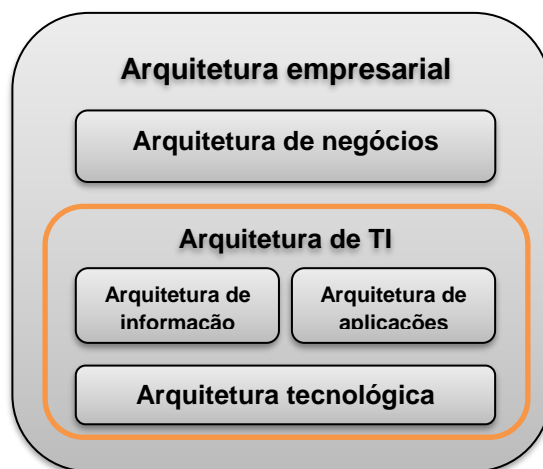 Arquitetura empresarial
Arquitetura de negócios
Arquitetura de TI
Arquitetura de
informação
Arquitetura de
aplicações
Arquitetura tecnológica